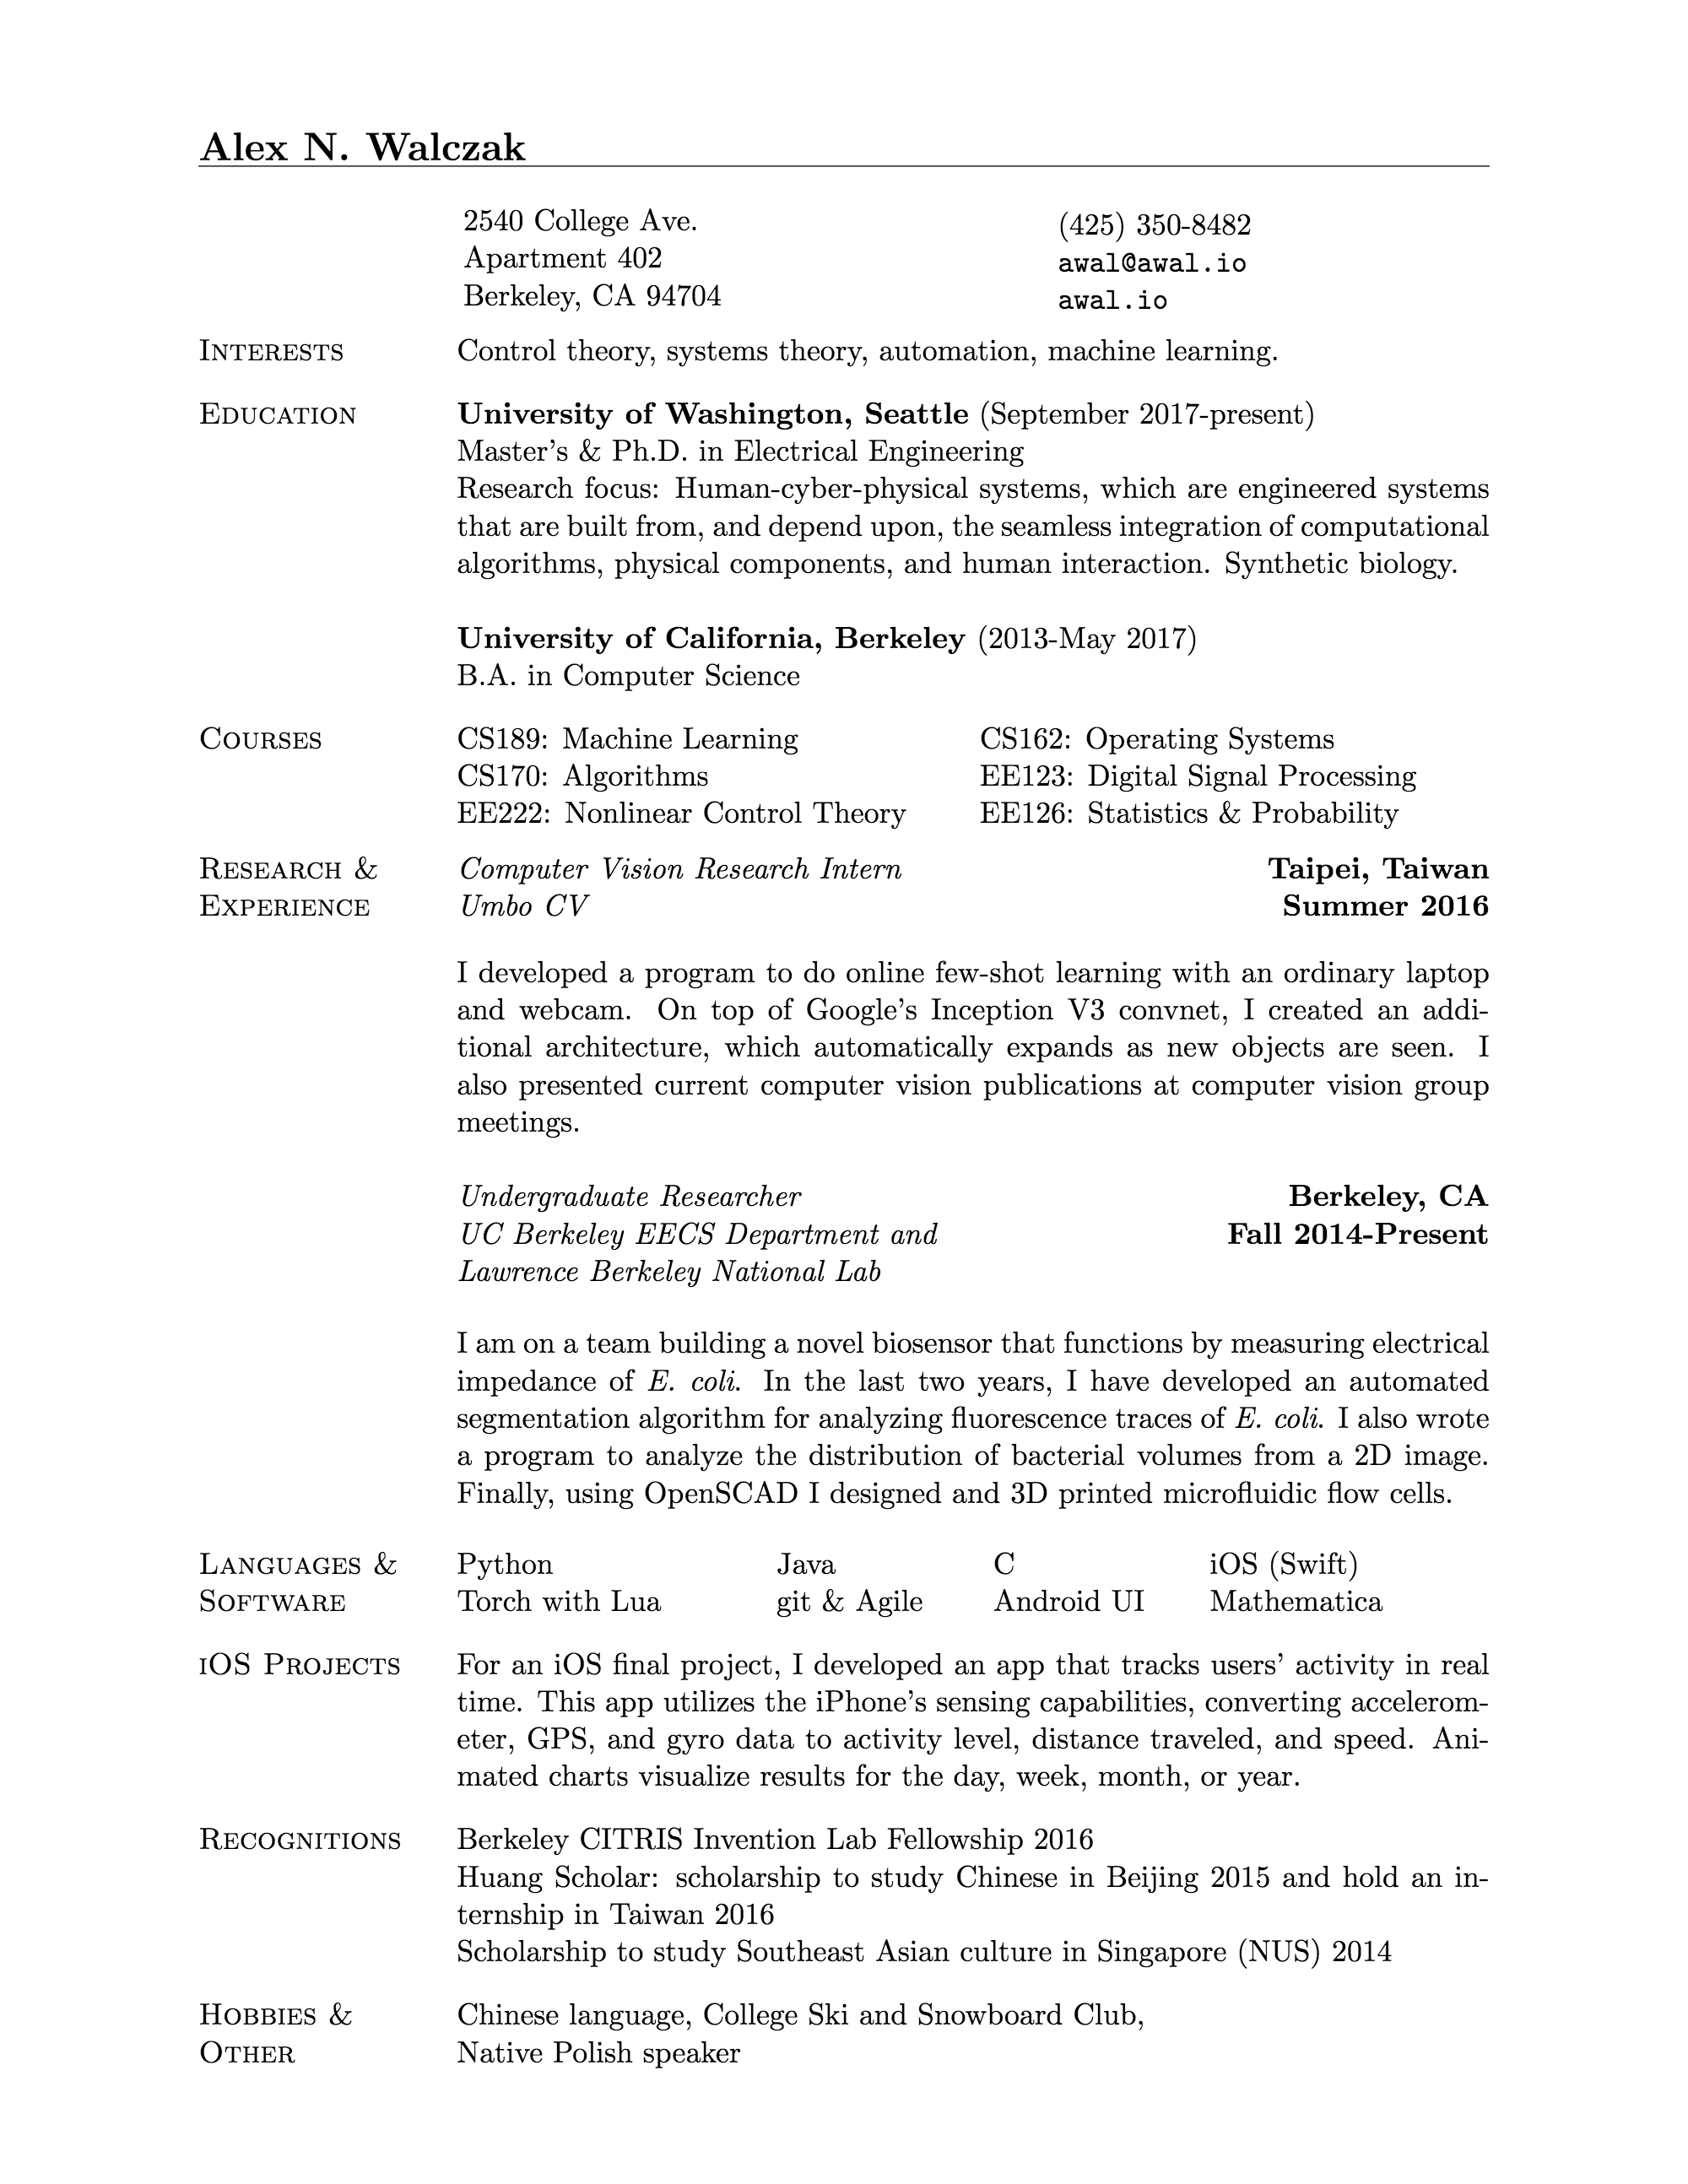 Alex N. Walczak
2540 College Ave.
Apartment 402
Berkeley, CA 94704
(425) 350-8482
awal@awal.io
awal.io
Interests
Control theory, systems theory, automation, machine learning.
Education
University of Washington, Seattle (September 2017-present)
Master's & Ph.D. in Electrical Engineering
Research focus: Human-cyber-physical systems, which are engineered systems
that are built from, and depend upon, the seamless integration of computational
algorithms, physical components, and human interaction. Synthetic biology.
University of California, Berkeley (2013-May 2017)
B.A. in Computer Science
Courses
CS189: Machine Learning CS162: Operating Systems
CS170: Algorithms EE123: Digital Signal Processing
EE222: Nonlinear Control Theory EE126: Statistics & Probability
Research &
Experience
Computer Vision Research Intern Taipei, Taiwan
Umbo CV Summer 2016
I developed a program to do online few-shot learning with an ordinary laptop
and webcam. On top of Google's Inception V3 convnet, I created an addi-
tional architecture, which automatically expands as new objects are seen. I
also presented current computer vision publications at computer vision group
meetings.
Undergraduate Researcher Berkeley, CA
UC Berkeley EECS Department and Fall 2014-Present
Lawrence Berkeley National Lab
I am on a team building a novel biosensor that functions by measuring electrical
impedance of E. coli. In the last two years, I have developed an automated
segmentation algorithm for analyzing fluorescence traces of E. coli. I also wrote
a program to analyze the distribution of bacterial volumes from a 2D image.
Finally, using OpenSCAD I designed and 3D printed microfluidic flow cells.
Languages &
Software
Python Java C iOS (Swift)
Torch with Lua git & Agile Android UI Mathematica
iOS Projects
For an iOS final project, I developed an app that tracks users' activity in real
time. This app utilizes the iPhone's sensing capabilities, converting accelerom-
eter, GPS, and gyro data to activity level, distance traveled, and speed. Ani-
mated charts visualize results for the day, week, month, or year.
Recognitions
Berkeley CITRIS Invention Lab Fellowship 2016
Huang Scholar: scholarship to study Chinese in Beijing 2015 and hold an in-
ternship in Taiwan 2016
Scholarship to study Southeast Asian culture in Singapore (NUS) 2014
Hobbies &
Other
Chinese language, College Ski and Snowboard Club,
Native Polish speaker